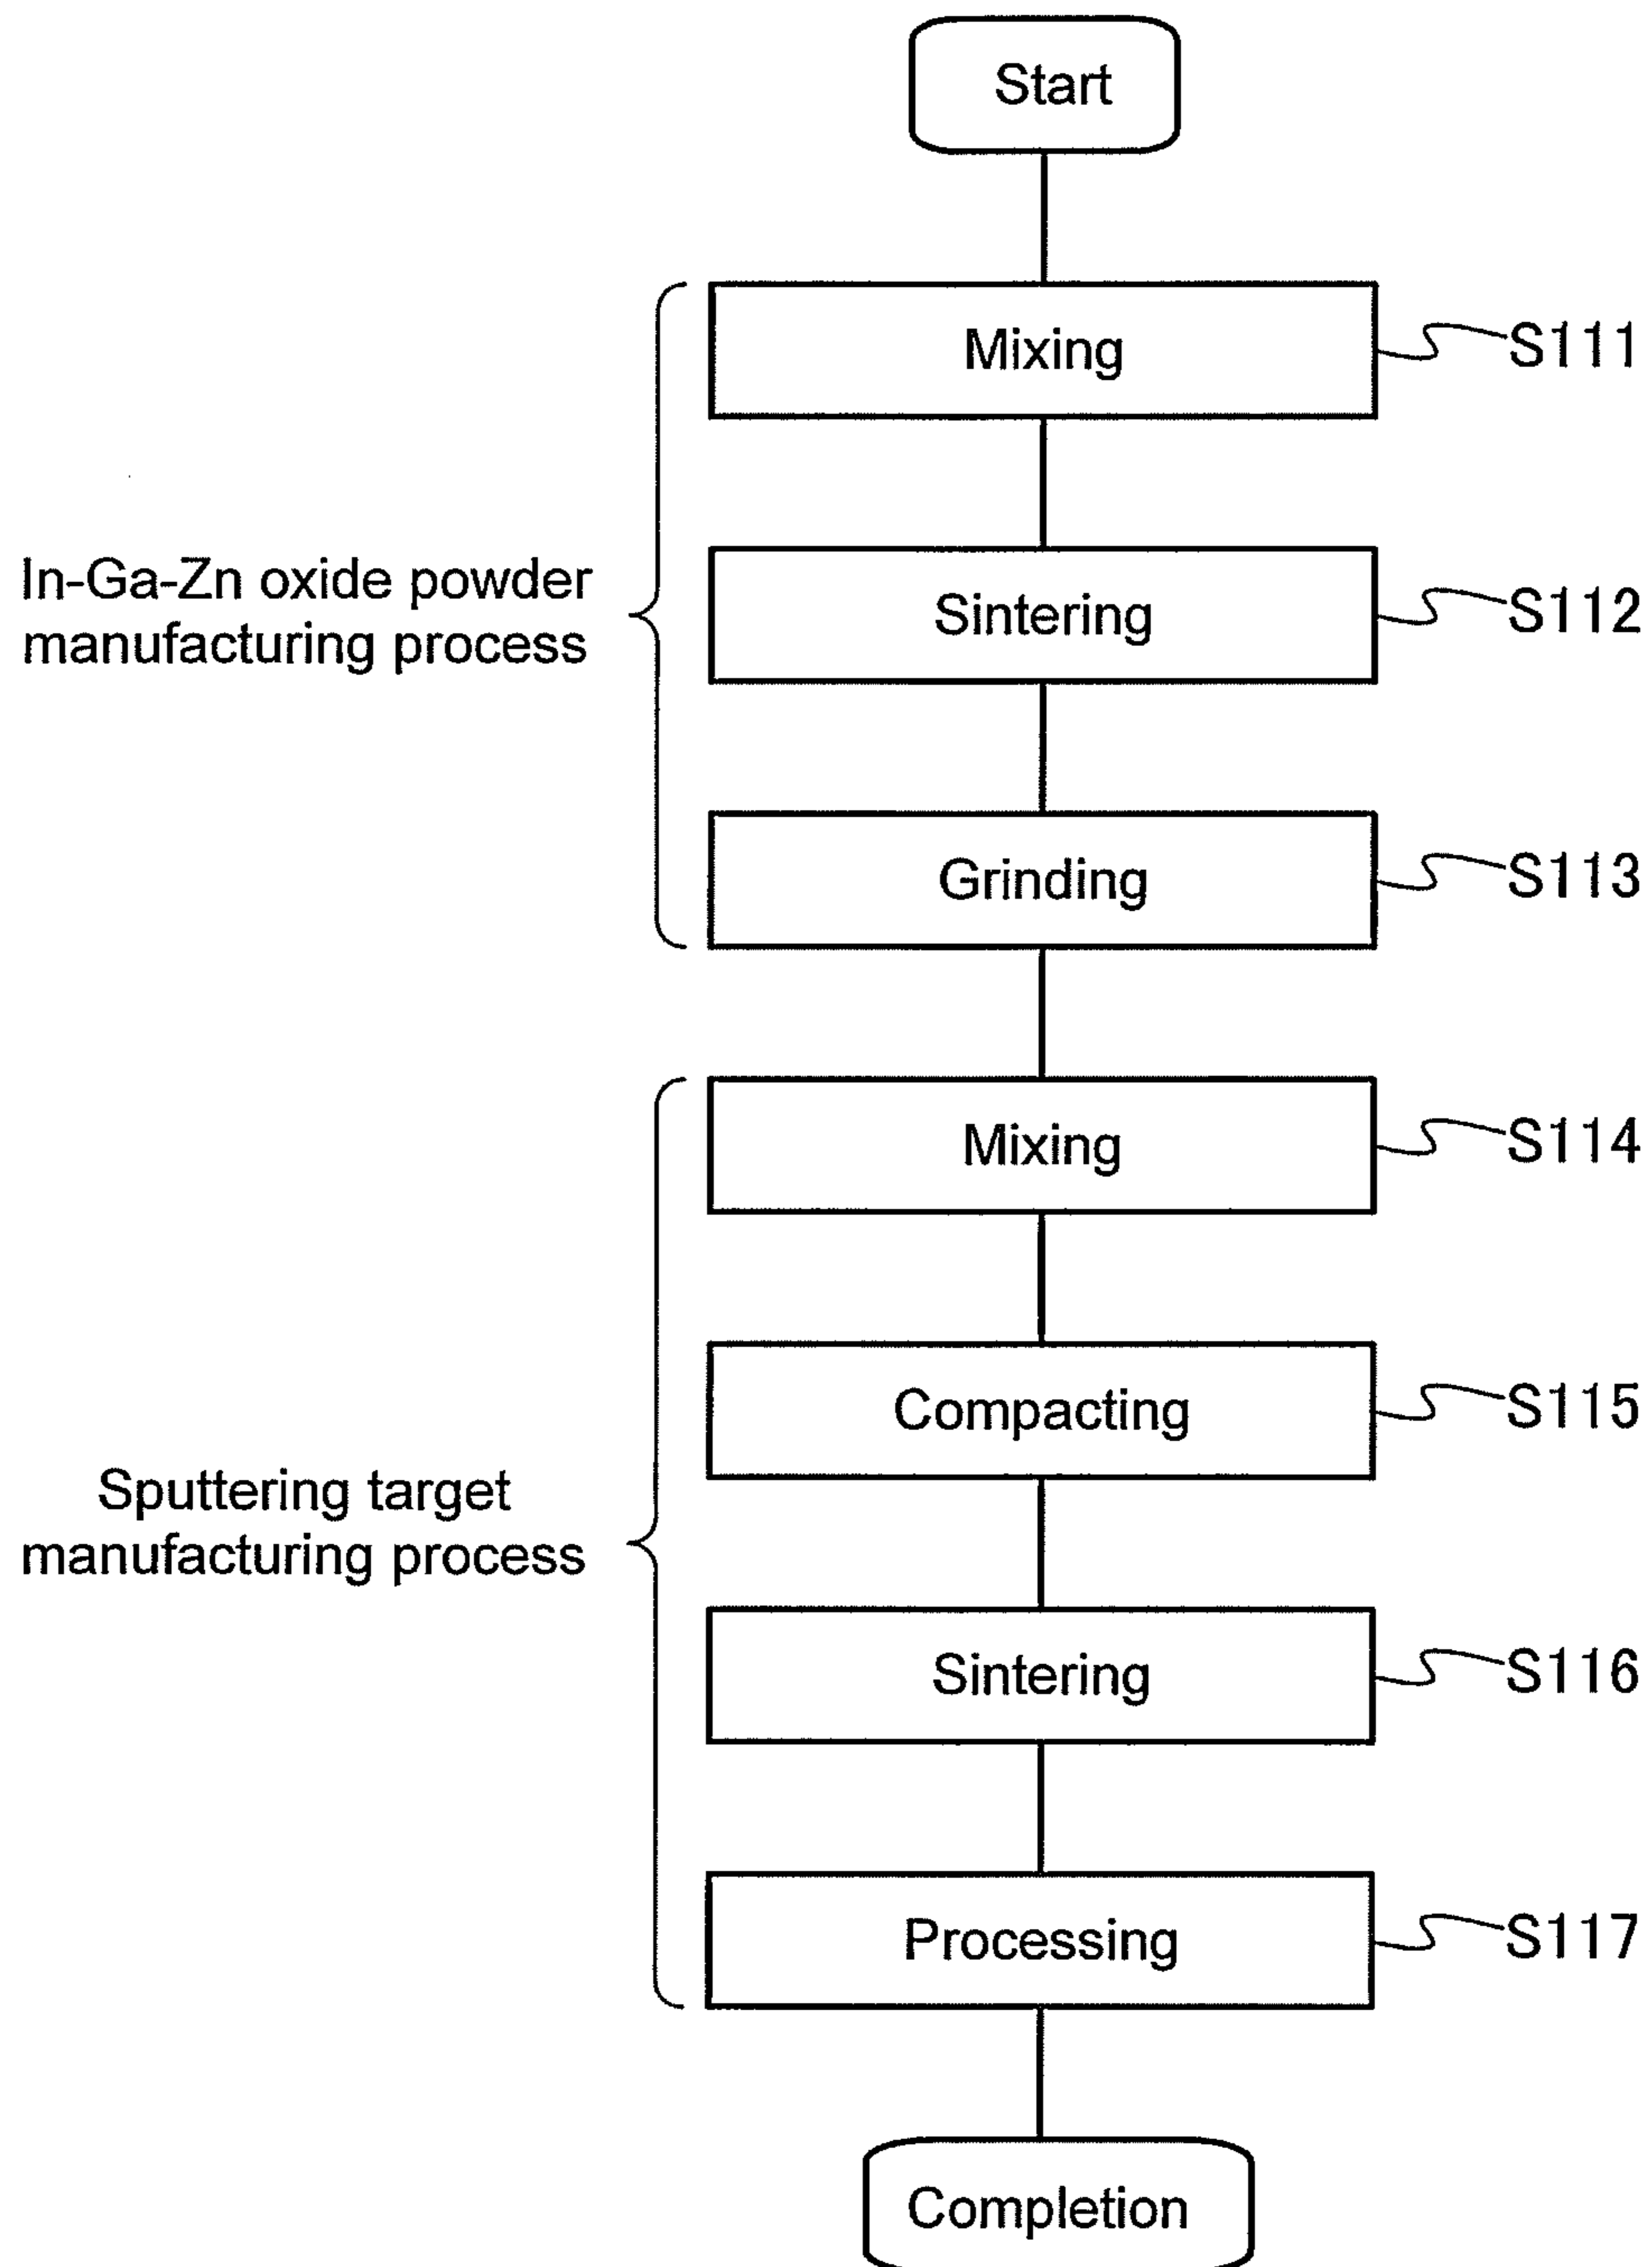 Start
Mixing
S111
In-Ga-Zn oxide powder
manufacturing process
Sintering
S112
Grinding
S113
Mixing
S114
Compacting
S115
Sputtering target
manufacturing process
Sintering
S116
Processing
S117
Completion